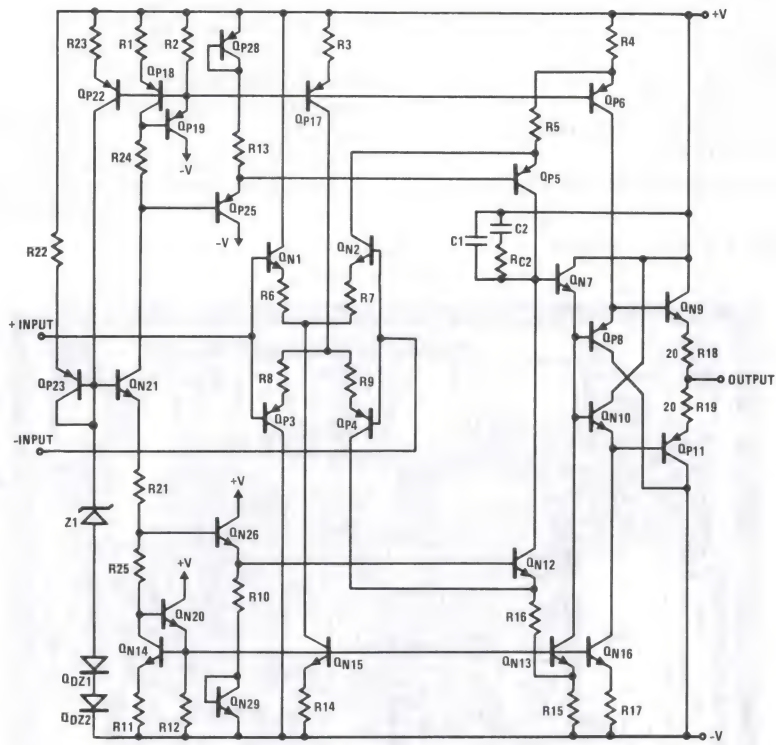 +V
R23
R1
R2
QP28
R3
R4
QP22
QP18
QP17
QP6
QP19
R5
R24
-V
R13
QP5
QP25
-V
C1
C2
RC2
R22
QN1
QN2
QN7
R6
R7
QN9
+ INPUT
QP8
20
R18
R8
R9
OUTPUT
QP23
QN21
QN10
20
R19
QP3
QP4
QP11
-INPUT
R21
+V
Z1
QN26
QN12
R25
+V
R10
QN20
R16
QN14
QN15
QN13
QN16
QDZ1
QN29
QDZ2
R11
R12
R14
R15
R17
-V